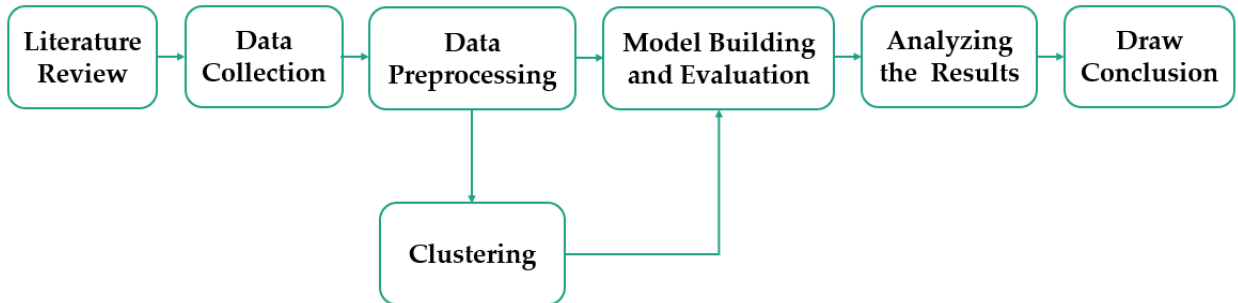 Literature
Review
Data
Collection
Data
Preprocessing
Model Building
and Evaluation
Analyzing
the Results
Draw
Conclusion
Clustering